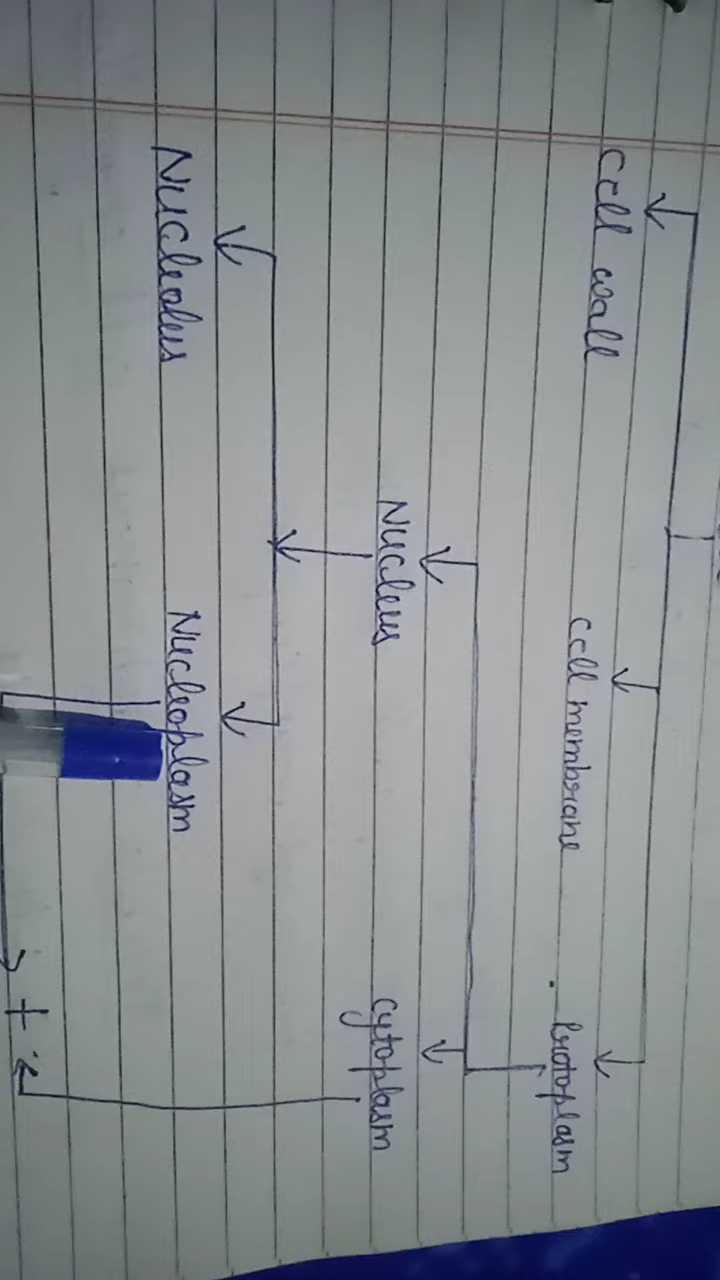 Cell wall
Cell membrane
Protoplasm
Nucleus
Cytoplasm
Nucleolus
Nucleoplasm
+